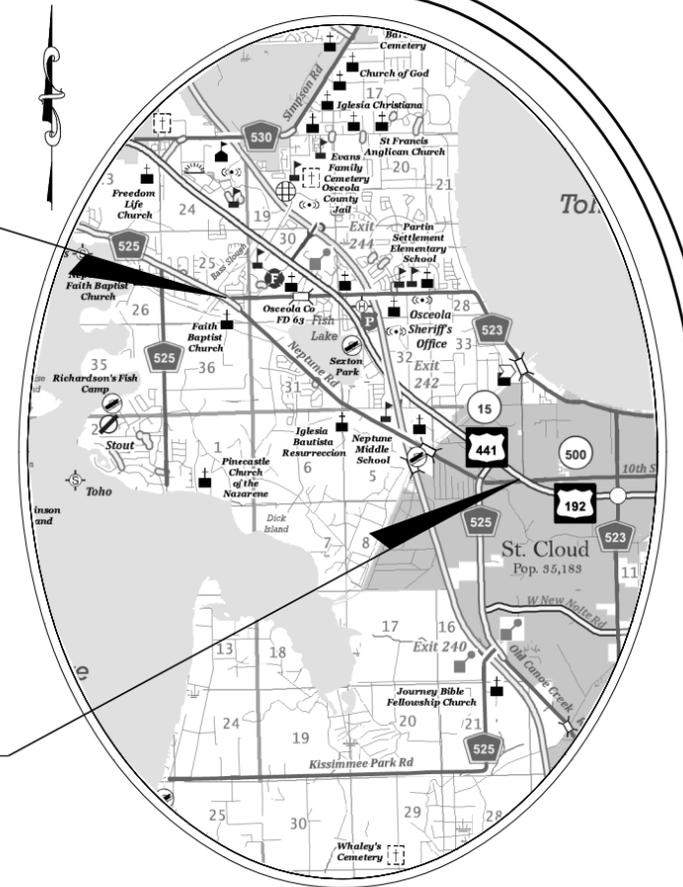 Cemetery
Simpson Rd
Church of God
17
Iglesia Christiana
530
St Francis
Anglican Church
Evans
Family
Cemetery
Osceola
County
Jail
20
21
Freedom
Life
Church
24
19
30
Exit
244
Partin
Settlement
Elementary
School
Toh
525
25
Bass Slough
F
Faith Baptist
Church
26
Osceola Co
FD 63
Fish
Lake
H
P
Osceola
Sheriff's
Office
28
33
523
Faith
Baptist
Church
525
36
35
Neptune Rd
Sexton
Park
32
Exit
242
Richardson's Fish
Camp
31
15
Stout
Iglesia
Bautista
Resurreccion
Neptune
Middle
School
441
500
10th S
1
6
5
Pinecastle
Church
of the
Nazarene
S
Toho
192
inson
and
Dick
Island
7
8
525
523
St. Cloud
Pop. 35,183
11
W New Nolte Rd
17
16
Exit 240
13
18
Old Canoe Creek
Journey Bible
Fellowship Church
24
19
20
21
525
Kissimmee Park Rd
25
30
29
28
Whaley's
Cemetery